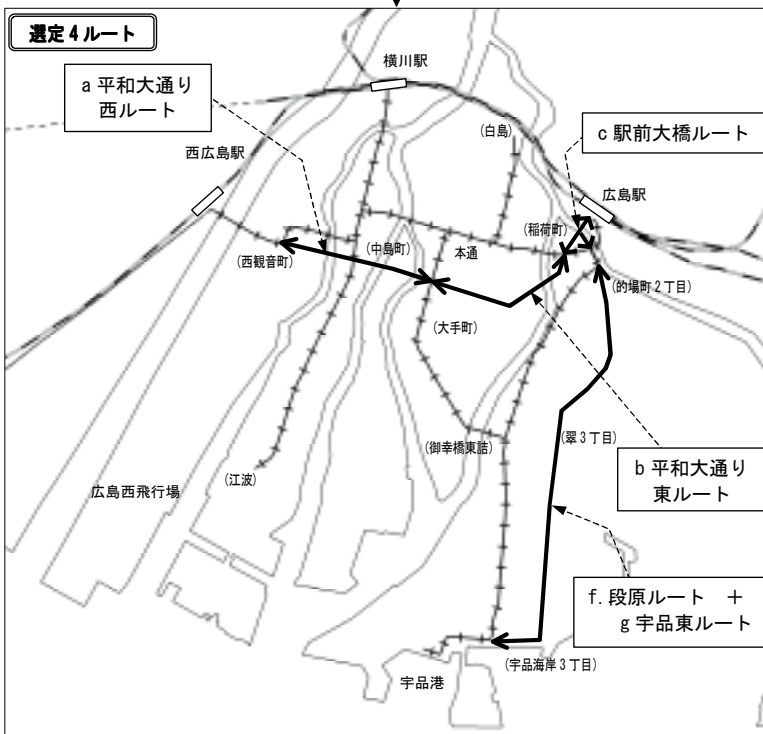 選定4ルート
横川駅
a 平和大通り
西ルート
(白島)
c 駅前大橋ルート
西広島駅
広島駅
(稲荷町)
(中島町)
本通
(西観音町)
(的場町2丁目)
(大手町)
(御幸橋東詰)
(翠3丁目)
b 平和大通り
東ルート
広島西飛行場
(江波)
f. 段原ルート +
g 宇品東ルート
(宇品海岸3丁目)
宇品港